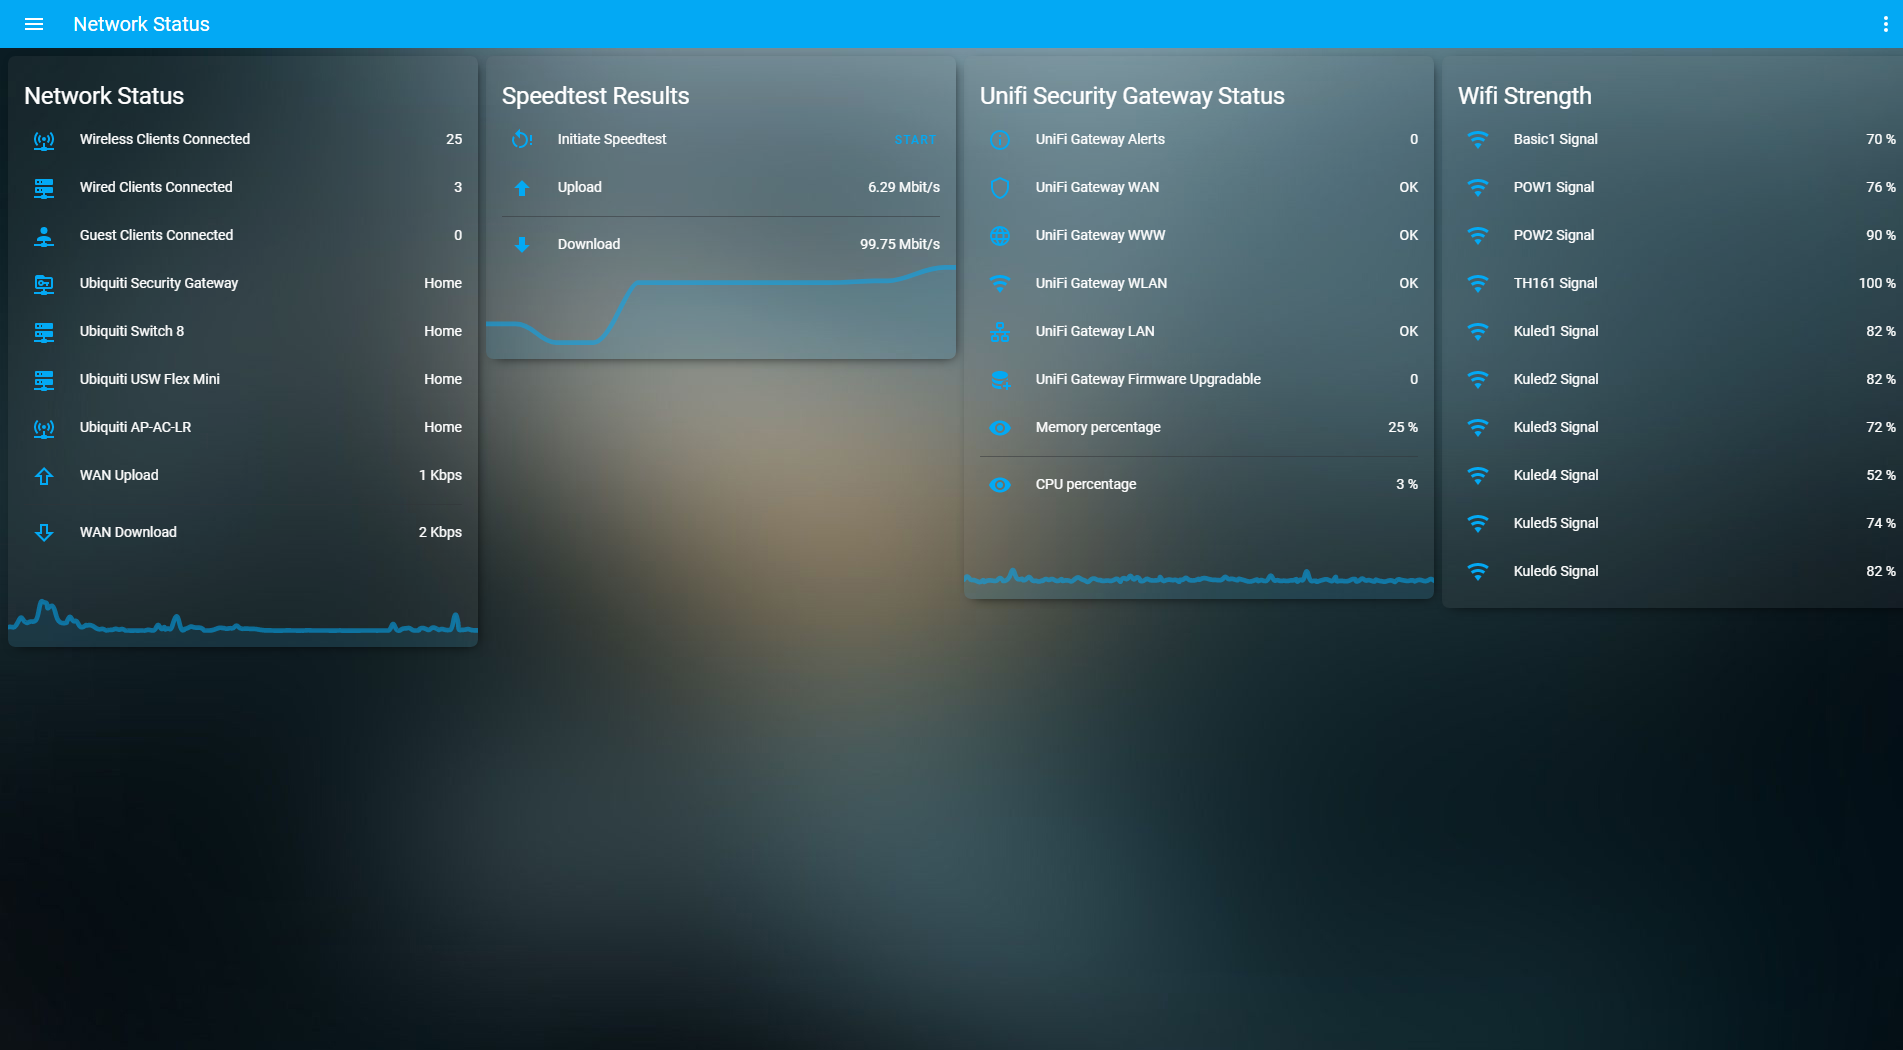 Network Status
Network Status
Wireless Clients Connected 25
Wired Clients Connected 3
Guest Clients Connected 0
Ubiquiti Security Gateway Home
Ubiquiti Switch 8 Home
Ubiquiti USW Flex Mini Home
Ubiquiti AP-AC-LR Home
WAN Upload 1 Kbps
WAN Download 2 Kbps
Speedtest Results
Initiate Speedtest START
Upload 6.29 Mbit/s
Download 99.75 Mbit/s
Unifi Security Gateway Status
UniFi Gateway Alerts 0
UniFi Gateway WAN OK
UniFi Gateway WWW OK
UniFi Gateway WLAN OK
UniFi Gateway LAN OK
UniFi Gateway Firmware Upgradable 0
Memory percentage 25 %
CPU percentage 3 %
Wifi Strength
Basic1 Signal 70 %
POW1 Signal 76 %
POW2 Signal 90 %
TH161 Signal 100 %
Kuled1 Signal 82 %
Kuled2 Signal 82 %
Kuled3 Signal 72 %
Kuled4 Signal 52 %
Kuled5 Signal 74 %
Kuled6 Signal 82 %